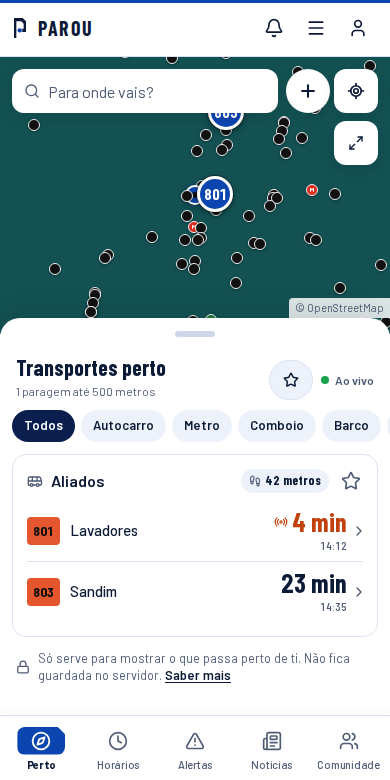 PAROU
Para onde vais?
803
801
M
M
© OpenStreetMap
Transportes perto
1 paragem até 500 metros
Ao vivo
Todos
Autocarro
Metro
Comboio
Barco
Aliados
42 metros
801
Lavadores
4 min
14:12
803
Sandim
23 min
14:35
Só serve para mostrar o que passa perto de ti. Não fica
guardada no servidor. Saber mais
Perto
Horários
Alertas
Notícias
Comunidade